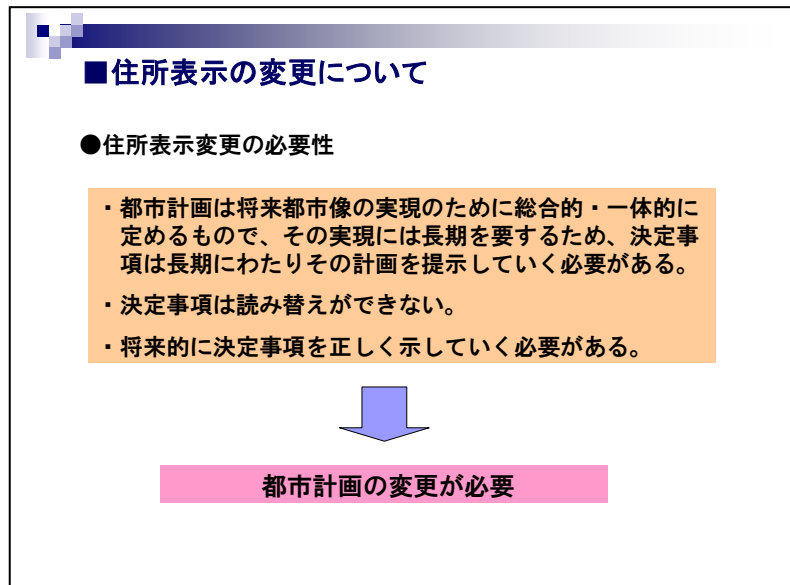 ■住所表示の変更について
●住所表示変更の必要性
・都市計画は将来都市像の実現のために総合的・一体的に
定めるもので、その実現には長期を要するため、決定事
項は長期にわたりその計画を提示していく必要がある。
・決定事項は読み替えができない。
・将来的に決定事項を正しく示していく必要がある。
都市計画の変更が必要